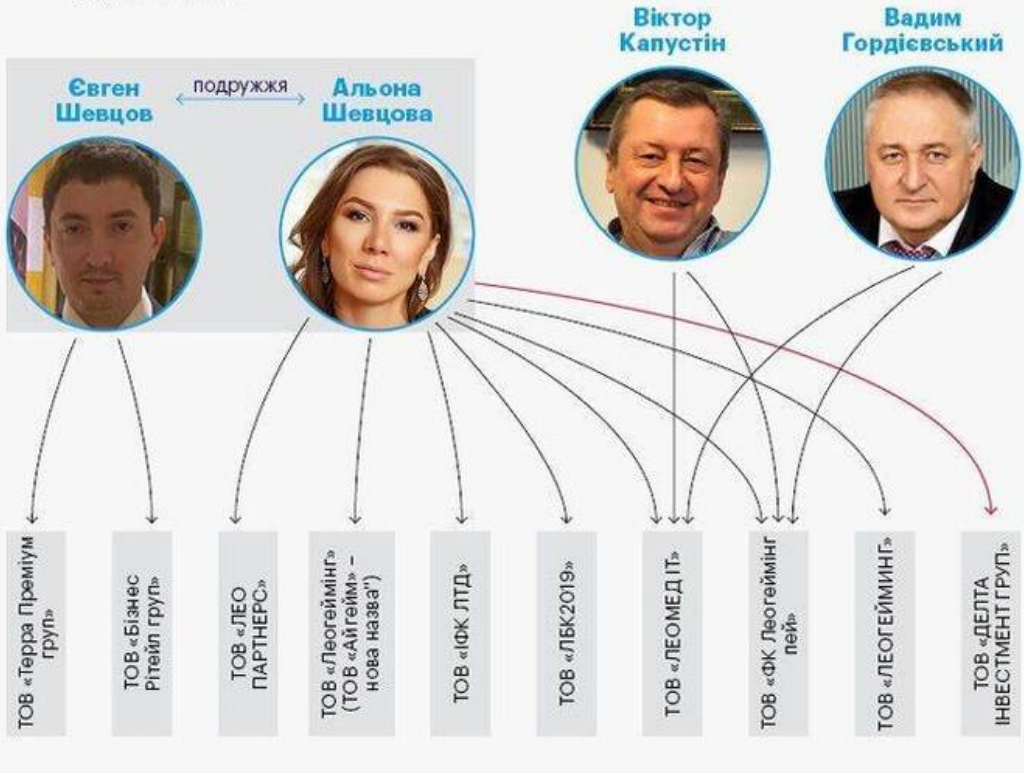 Віктор
Капустін
Вадим
Гордієвський
Євген
Шевцов
подружжя
Альона
Шевцова
ТОВ «Терра Преміум
груп»
ТОВ «Бізнес
Рітейл груп»
ТОВ «ЛЕО
ПАРТНЕРС»
ТОВ «Леогеймінг»
(ТОВ «Айгейм» –
нова назва")
ТОВ «ІФК ЛТД»
ТОВ «ЛБК2019»
ТОВ «ЛЕОМЕД ІТ»
ТОВ «ФК Леогеймінг
пей»
ТОВ «ЛЕОГЕЙМИНГ»
ТОВ «ДЕЛТА
ІНВЕСТМЕНТ ГРУП»